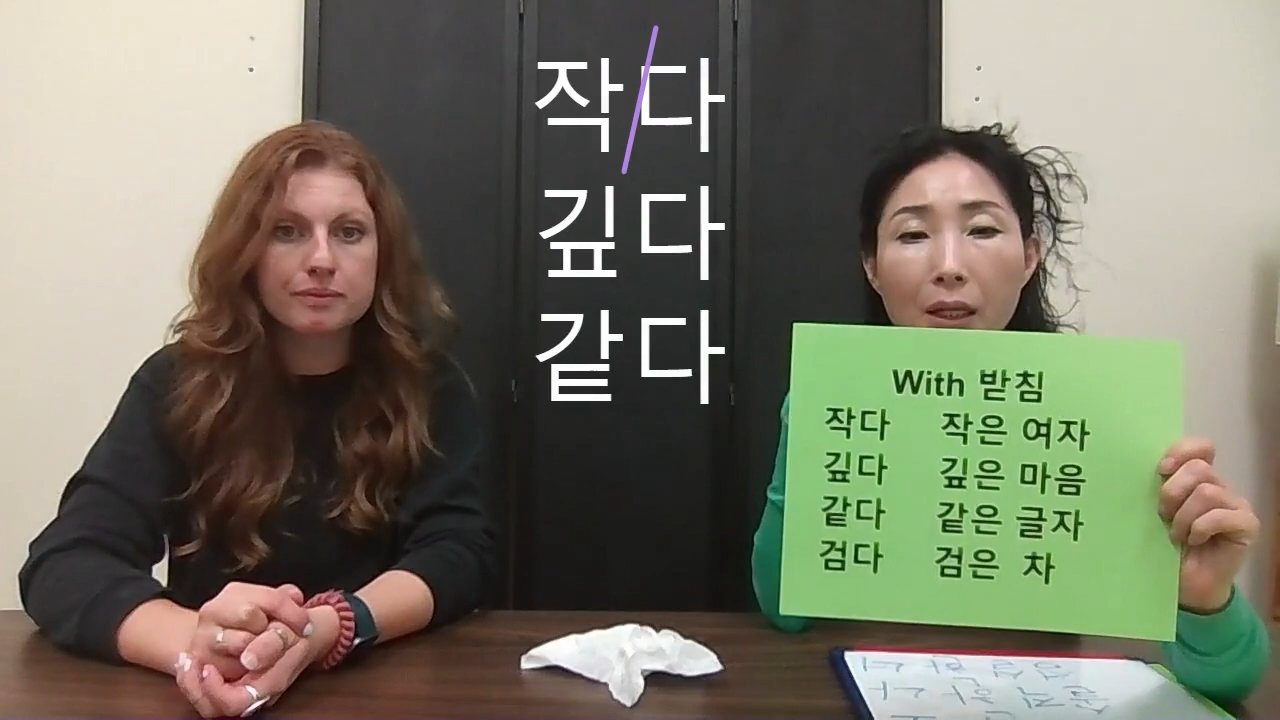 작다
깊다
같다
With 받침
작다 작은 여자
깊다 깊은 마음
같다 같은 글자
검다 검은 차